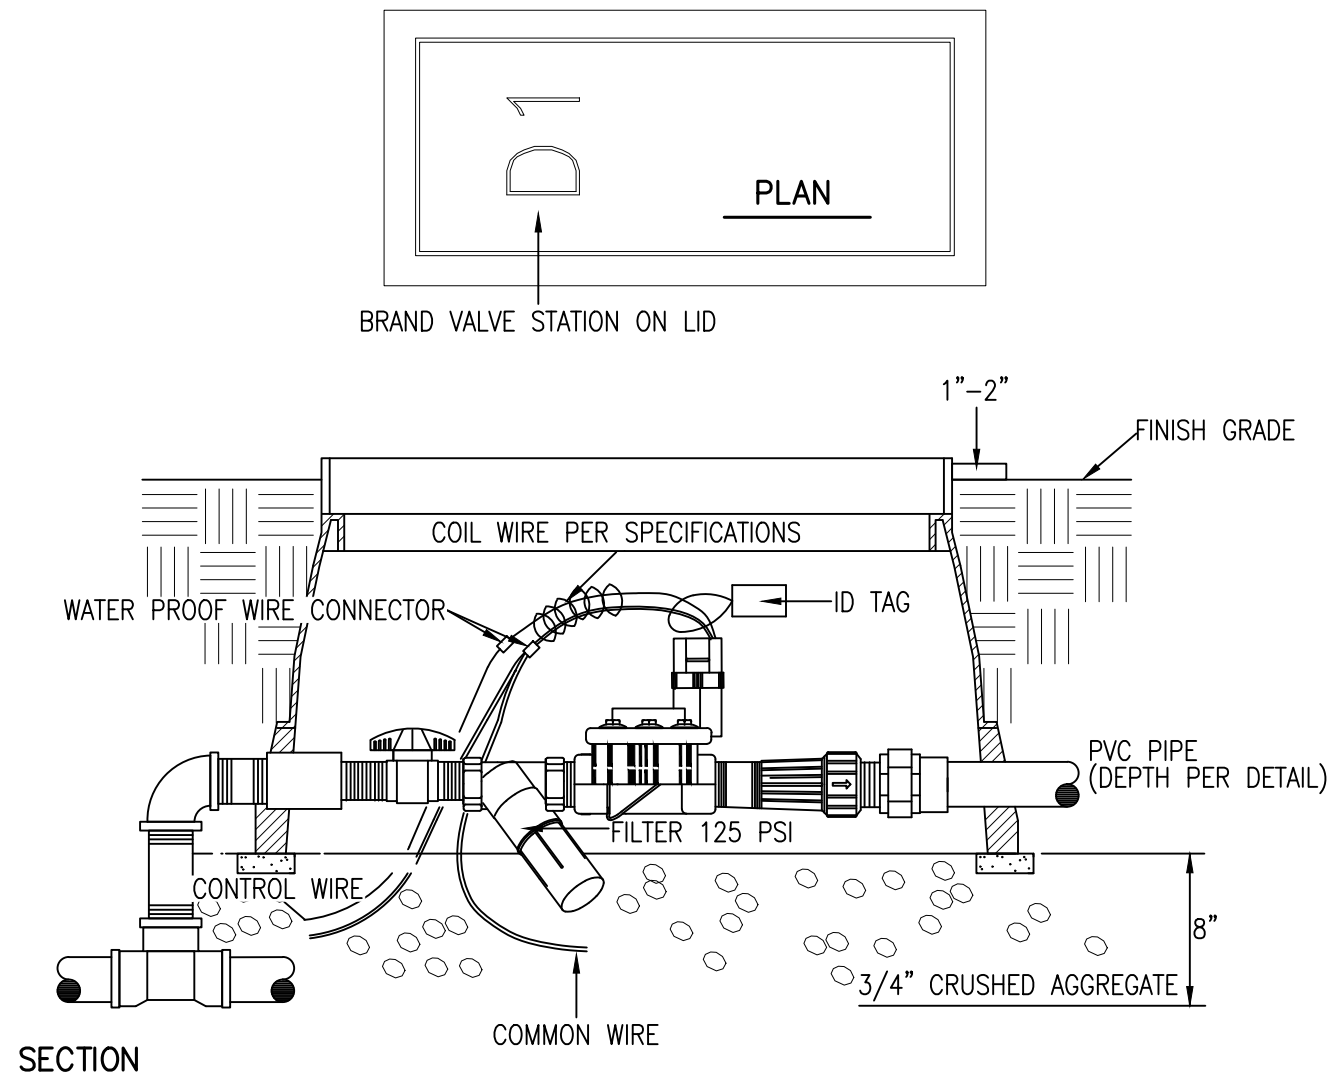 PLAN
BRAND VALVE STATION ON LID
1"-2"
FINISH GRADE
COIL WIRE PER SPECIFICATIONS
WATER PROOF WIRE CONNECTOR
ID TAG
PVC PIPE
(DEPTH PER DETAIL)
FILTER 125 PSI
CONTROL WIRE
8"
3/4" CRUSHED AGGREGATE
COMMON WIRE
SECTION